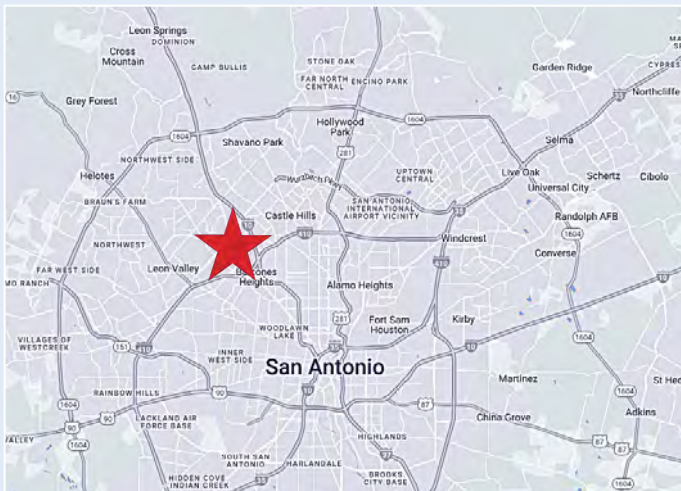 Leon Springs
DOMINION
Cross
Mountain
CAMP BULLIS
STONE OAK
FAR NORTH
CENTRAL
ENCINO PARK
Garden Ridge
CYPRES
Northcliffe
16
Grey Forest
1604
Hollywood
Park
1604
Selma
NORTHWEST SIDE
Shavano Park
281
Helotes
Wurzbach Pkwy
UPTOWN
CENTRAL
Live Oak
Schertz
Cibolo
Universal City
BRAUN'S FARM
SAN ANTONIO
INTERNATIONAL
AIRPORT VICINITY
Randolph AFB
Castle Hills
NORTHWEST
410
Windcrest
Converse
FAR WEST SIDE
Leon Valley
Balcones
Heights
MO RANCH
Alamo Heights
1604
VILLAGES OF
WESTCREEK
151
WOODLAWN
LAKE
281
Fort Sam
Houston
Kirby
INNER
WEST SIDE
San Antonio
Martinez
St He
RAINBOW HILLS
90
1604
90
LACKLAND AIR
FORCE BASE
87
China Grove
Adkins
VALLEY
1604
HIGHLANDS
87
SOUTH SAN
ANTONIO
HARLANDALE
BROOKS
CITY-BASE
HIDDEN COVE
INDIAN CREEK
1604